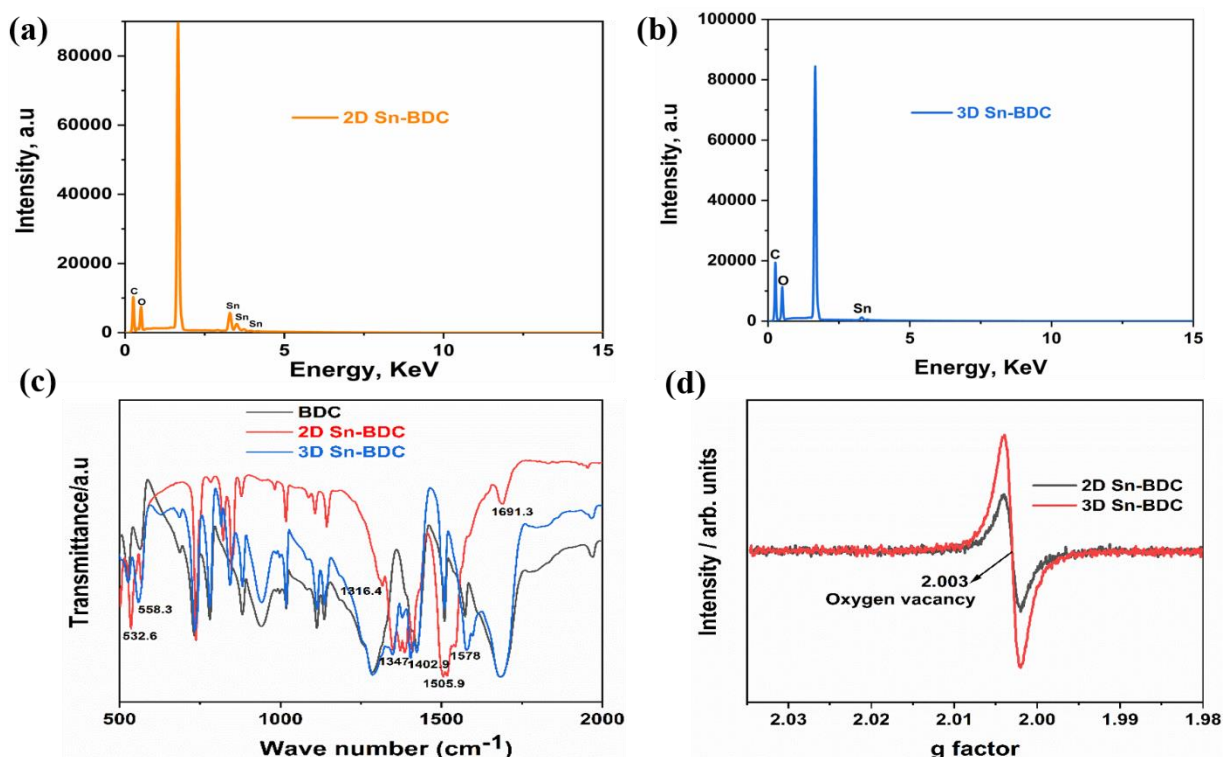 (a)
Intensity, a.u
80000
60000
40000
20000
0
2D Sn-BDC
C
O
Sn
Sn
Sn
0
5
10
15
Energy, KeV
(b)
Intensity, a.u
100000
80000
60000
40000
20000
0
3D Sn-BDC
C
O
Sn
0
5
10
15
Energy, KeV
(c)
Transmittance/a.u
BDC
2D Sn-BDC
3D Sn-BDC
532.6
558.3
1316.4
1347
1402.9
1505.9
1578
1691.3
500
1000
1500
2000
Wave number (cm⁻¹)
(d)
Intensity / arb. units
2D Sn-BDC
3D Sn-BDC
2.003
Oxygen vacancy
2.03
2.02
2.01
2.00
1.99
1.98
g factor